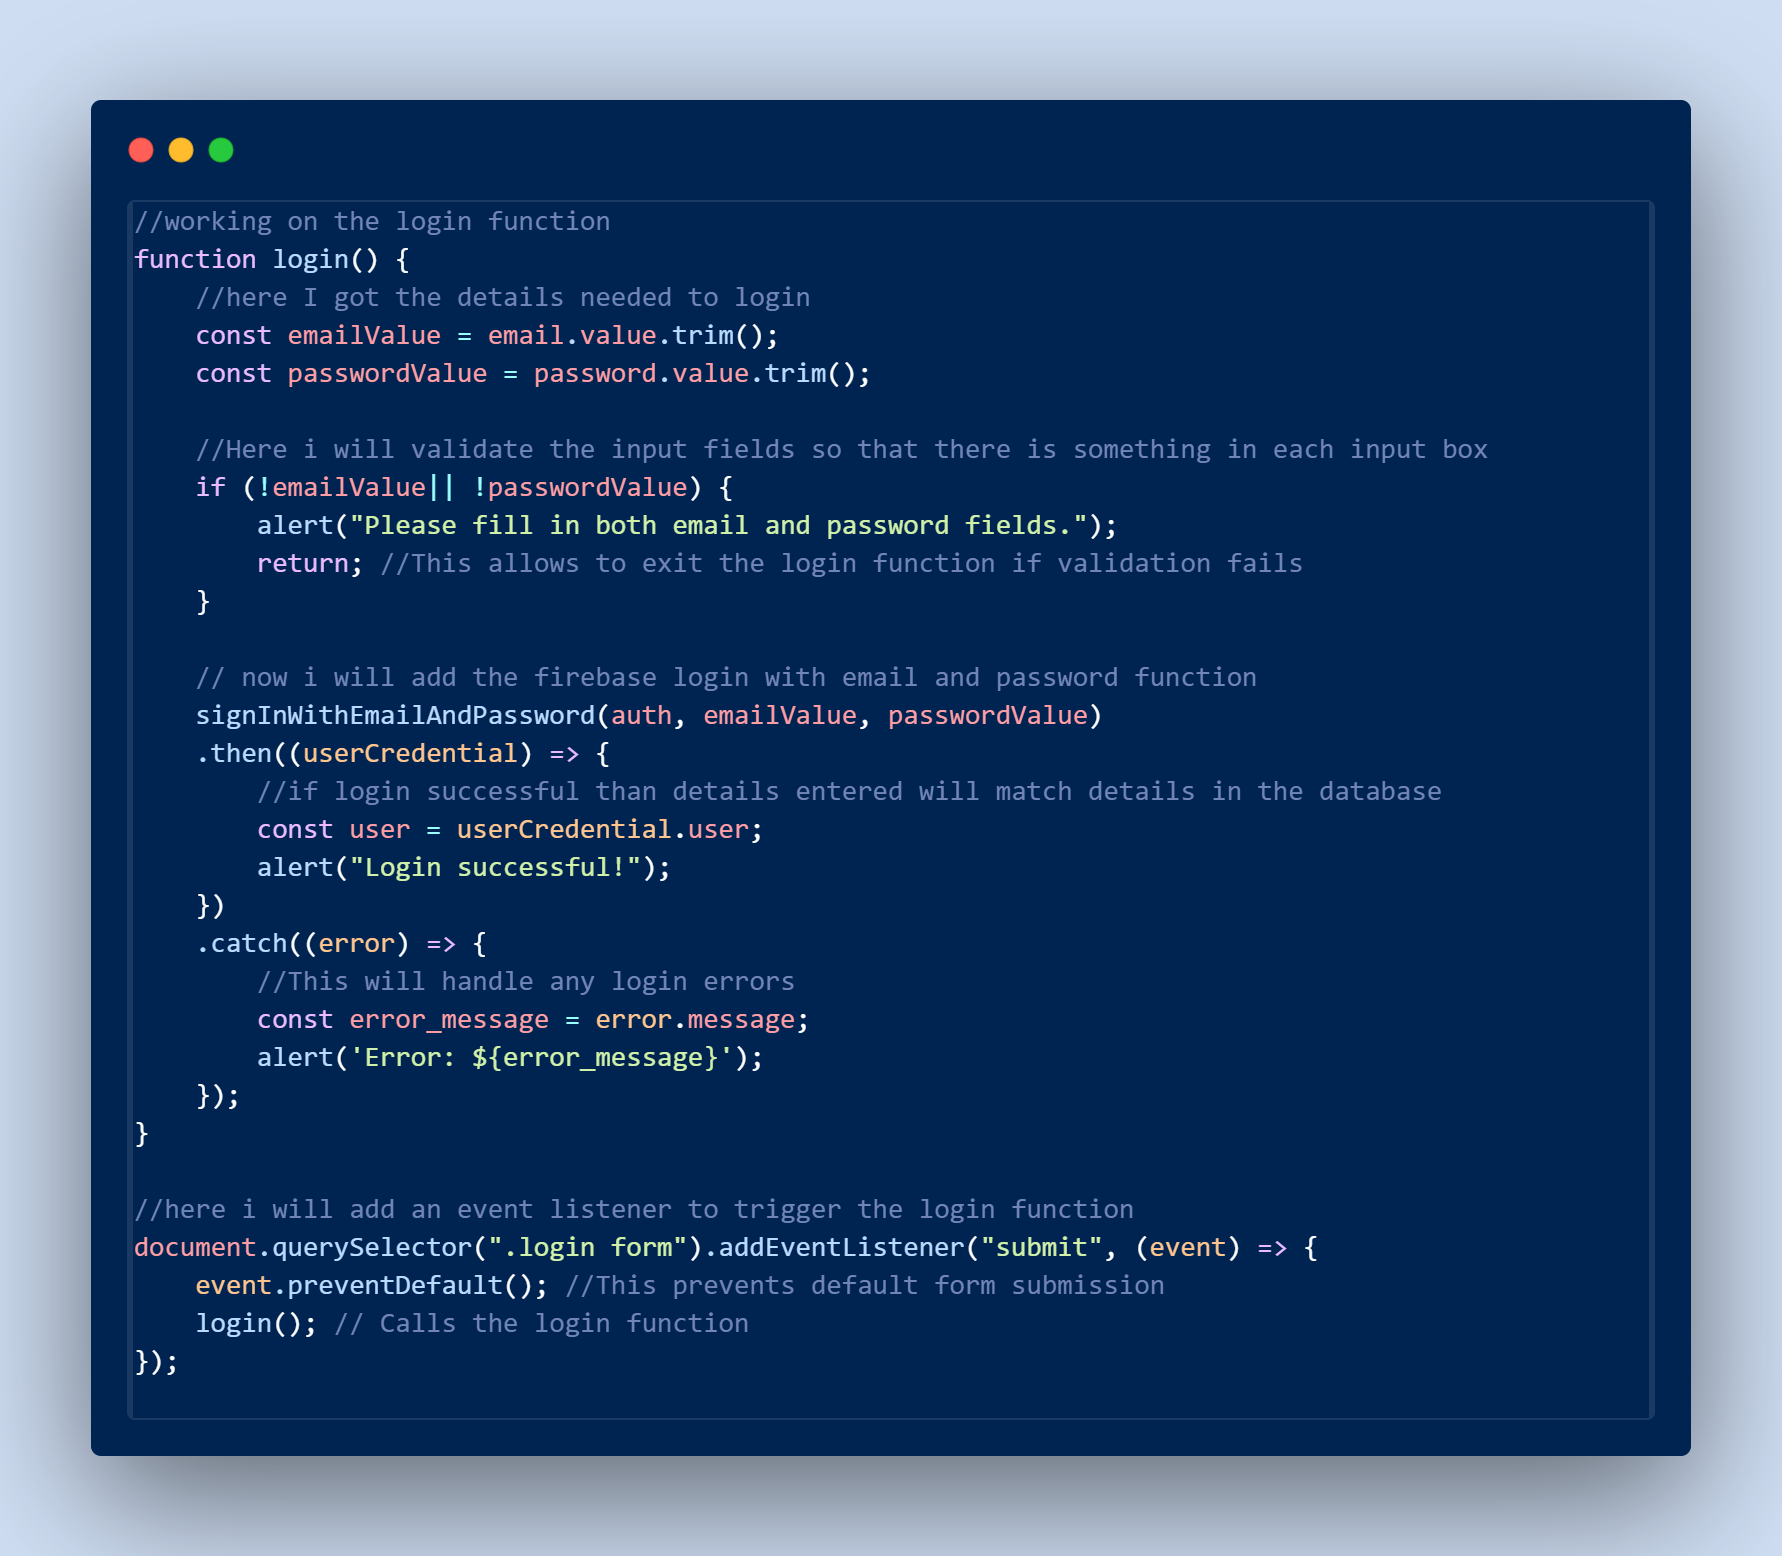 //working on the login function
function login() {
    //here I got the details needed to login
    const emailValue = email.value.trim();
    const passwordValue = password.value.trim();

    //Here i will validate the input fields so that there is something in each input box
    if (!emailValue|| !passwordValue) {
        alert("Please fill in both email and password fields.");
        return; //This allows to exit the login function if validation fails
    }

    // now i will add the firebase login with email and password function
    signInWithEmailAndPassword(auth, emailValue, passwordValue)
    .then((userCredential) => {
        //if login successful than details entered will match details in the database
        const user = userCredential.user;
        alert("Login successful!");
    })
    .catch((error) => {
        //This will handle any login errors
        const error_message = error.message;
        alert('Error: ${error_message}');
    });
}

//here i will add an event listener to trigger the login function
document.querySelector(".login form").addEventListener("submit", (event) => {
    event.preventDefault(); //This prevents default form submission
    login(); // Calls the login function
});